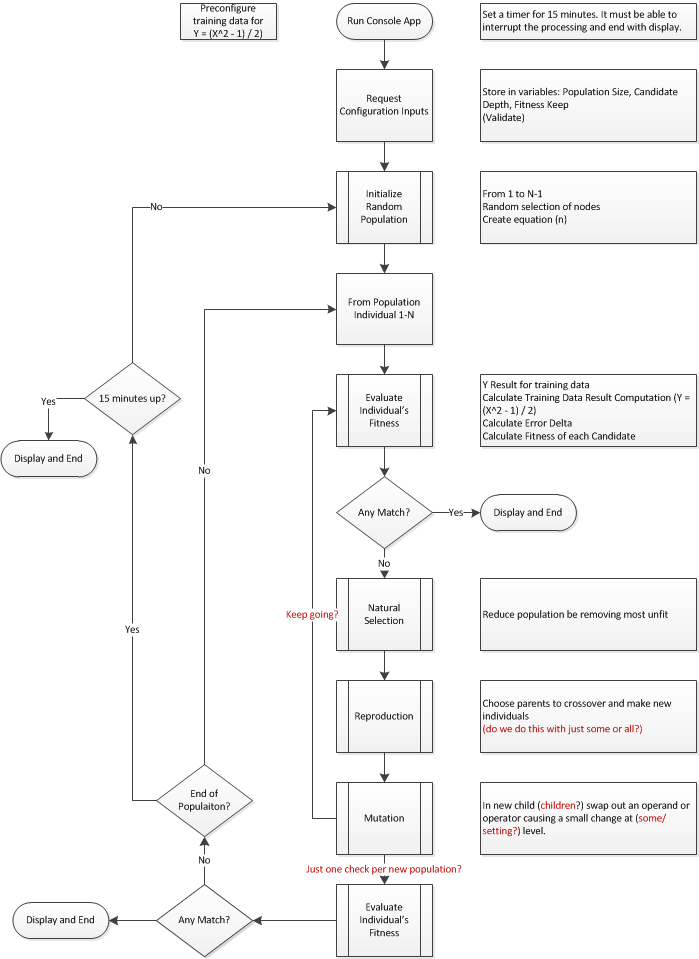 Preconfigure
training data for
Y = (X^2 - 1) / 2)
Run Console App
Set a timer for 15 minutes. It must be able to
interrupt the processing and end with display.
Request
Configuration Inputs
Store in variables: Population Size, Candidate
Depth, Fitness Keep
(Validate)
No
Initialize
Random
Population
From 1 to N-1
Random selection of nodes
Create equation (n)
From Population
Individual 1-N
15 minutes up?
Yes
Display and End
Evaluate
Individual's
Fitness
Y Result for training data
Calculate Training Data Result Computation (Y =
(X^2 - 1) / 2)
Calculate Error Delta
Calculate Fitness of each Candidate
No
Any Match?
Yes
Display and End
No
Keep going?
Natural
Selection
Reduce population be removing most unfit
Yes
Reproduction
Choose parents to crossover and make new
individuals
(do we do this with just some or all?)
End of
Populaiton?
Mutation
In new child (children?) swap out an operand or
operator causing a small change at (some/
setting?) level.
No
Just one check per new population?
Display and End
Any Match?
Evaluate
Individual's
Fitness